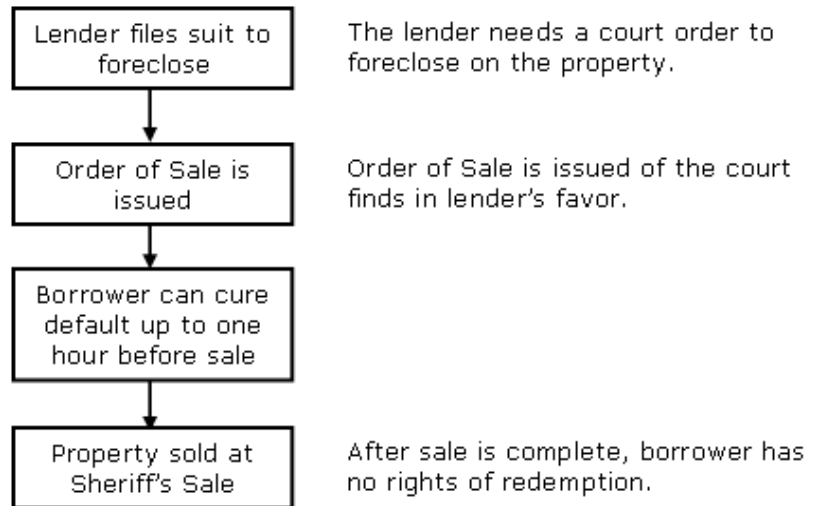 Lender files suit to
foreclose
The lender needs a court order to
foreclose on the property.
Order of Sale is
issued
Order of Sale is issued of the court
finds in lender's favor.
Borrower can cure
default up to one
hour before sale
Property sold at
Sheriff's Sale
After sale is complete, borrower has
no rights of redemption.